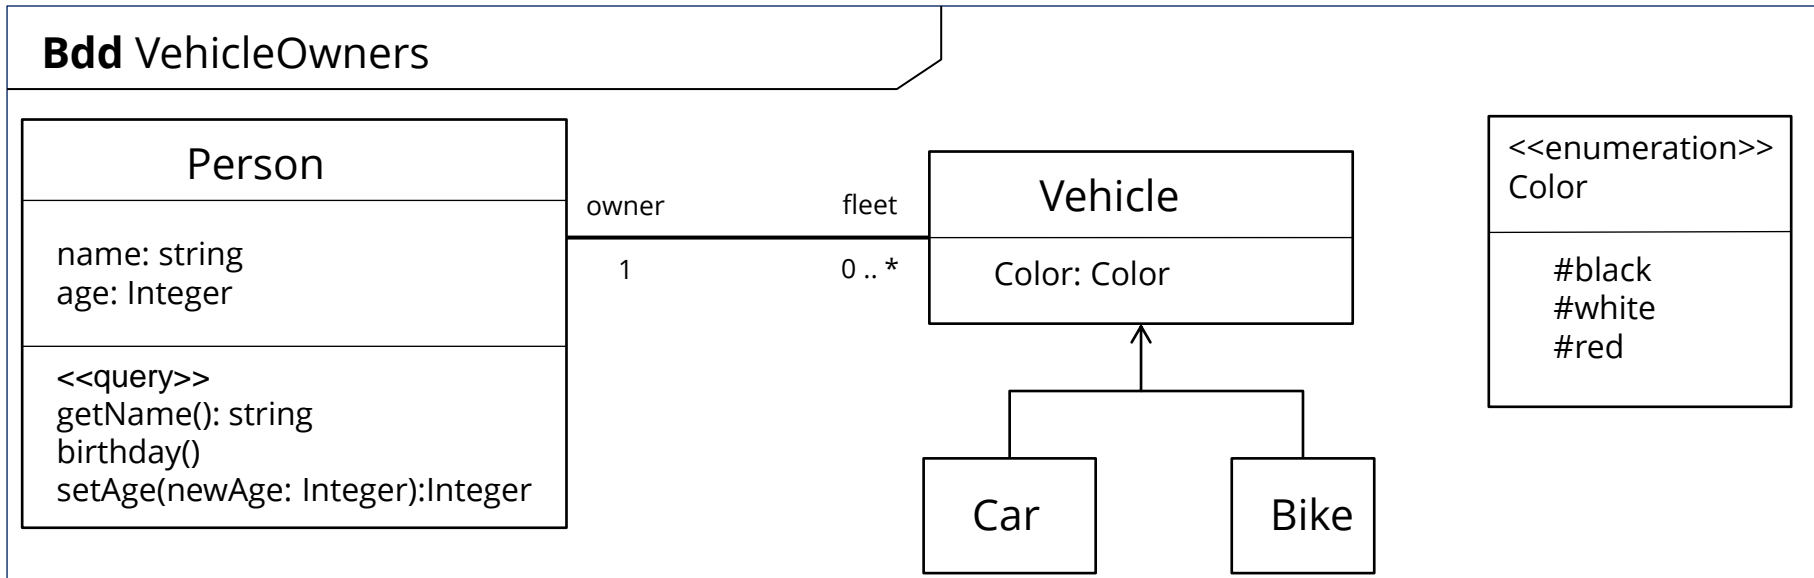 Bdd VehicleOwners
Person
name: string
age: Integer
<<query>>
getName(): string
birthday()
setAge(newAge: Integer):Integer
owner
fleet
1
0 .. *
Vehicle
Color: Color
Car
Bike
<<enumeration>>
Color
#black
#white
#red